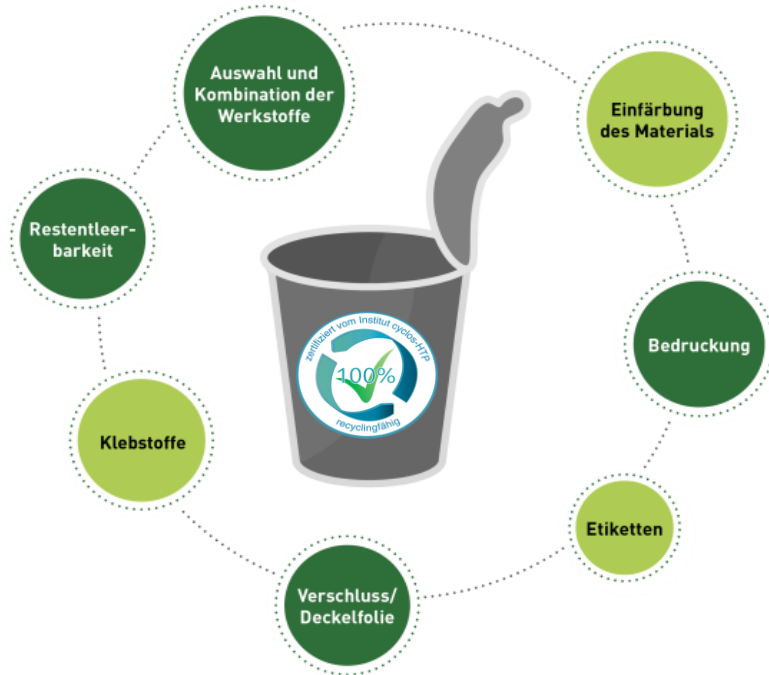 Auswahl und
Kombination der
Werkstoffe
Einfärbung
des Materials
Restentleer-
barkeit
Bedruckung
zertifiziert vom Institut cyclos-HTP
100%
recyclingfähig
Klebstoffe
Etiketten
Verschluss/
Deckelfolie